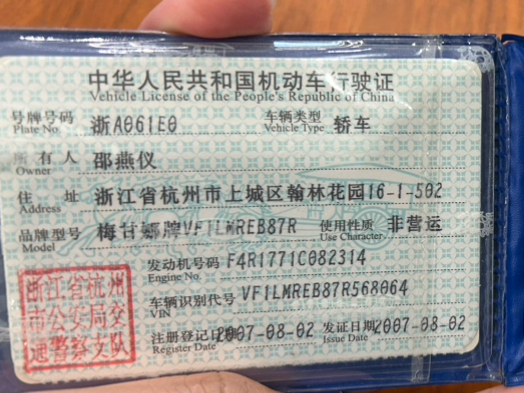 中华人民共和国机动车行驶证
Vehicle License of the People's Republic of China
号牌号码 浙A061E0 车辆类型 轿车
Plate No. Vehicle Type
所有人 邵燕仪
Owner
住址 浙江省杭州市上城区翰林花园16-1-502
Address
品牌型号 梅甘娜牌VF1LMREB87R 使用性质 非营运
Model Use Character
发动机号码 F4R1771C082314
Engine No.
车辆识别代号 VF1LMREB87R568064
VIN
注册登记日期 2007-08-02 发证日期 2007-08-02
Register Date Issue Date
浙江省杭州
市公安局交
通警察支队